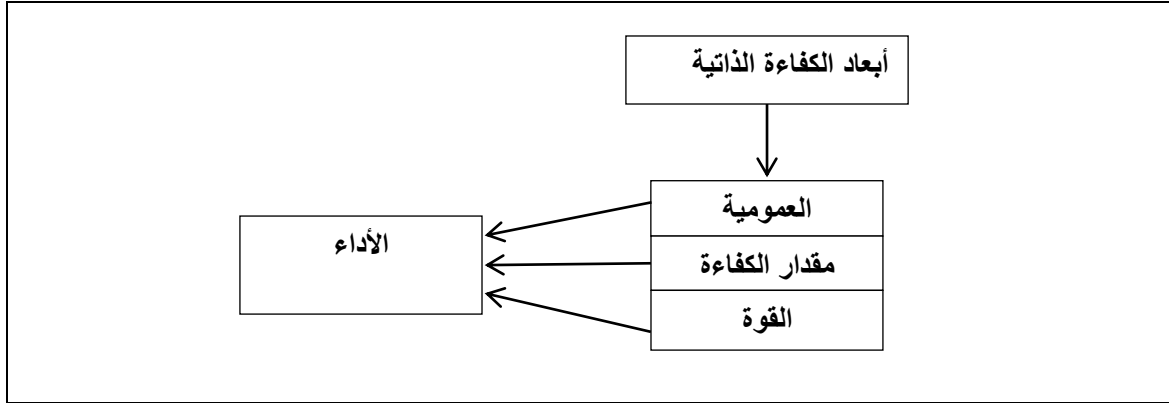 أبعاد الكفاءة الذاتية
العمومية
مقدار الكفاءة
القوة
الأداء